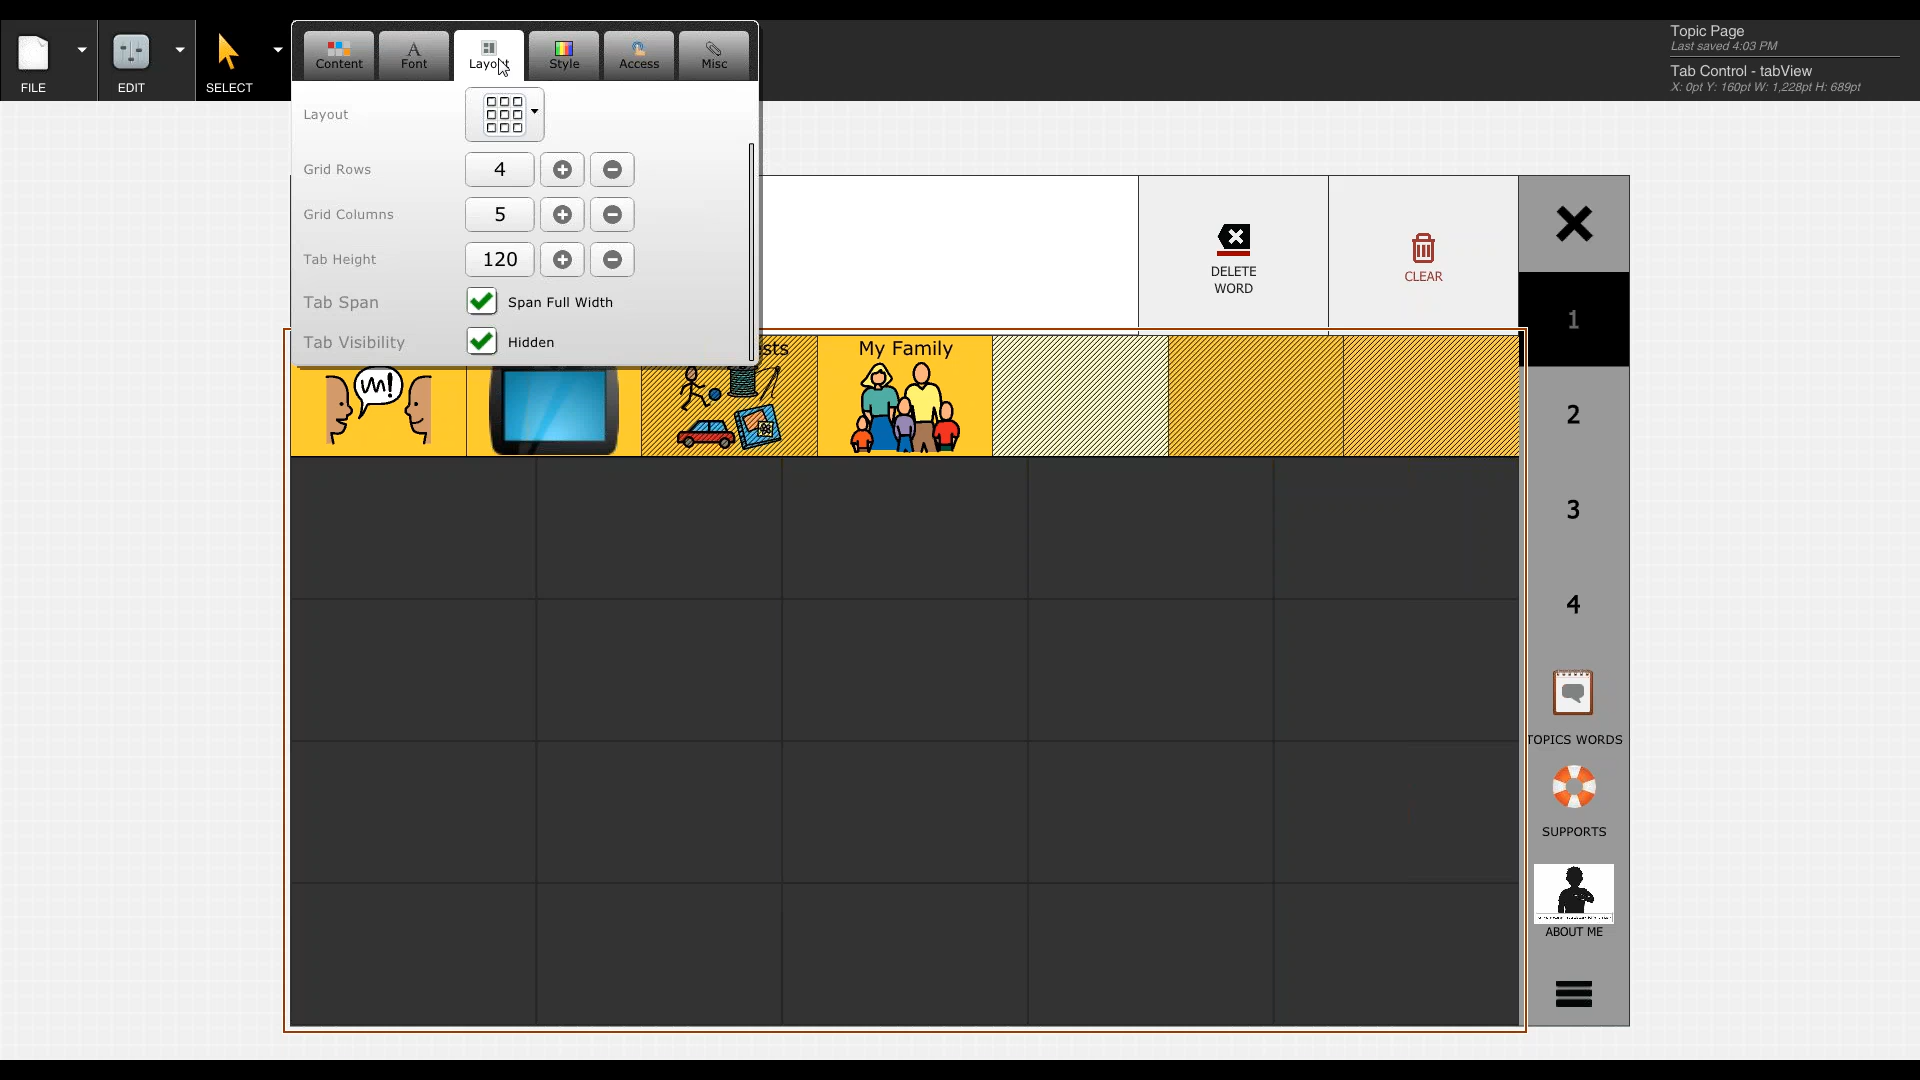 FILE
EDIT
SELECT
Content
Font
Layout
Style
Access
Misc
Topic Page
Last saved 4:03 PM
Tab Control - tabView
X: 0pt Y: 160pt W: 1,228pt H: 689pt
Layout
Grid Rows 4
Grid Columns 5
Tab Height 120
Tab Span Span Full Width
Tab Visibility Hidden
DELETE
WORD
CLEAR
1
My Family
2
3
4
TOPICS WORDS
SUPPORTS
ABOUT ME